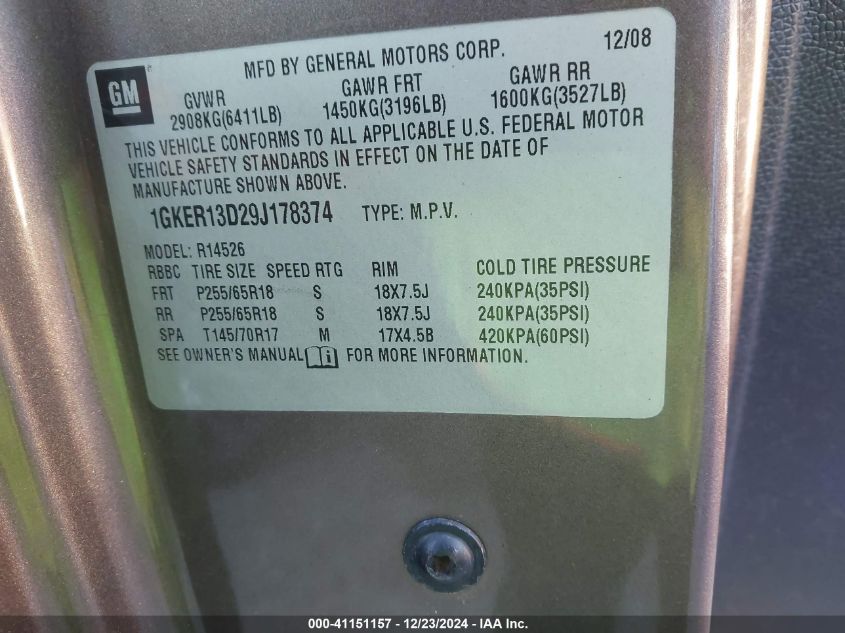 MFD BY GENERAL MOTORS CORP. 12/08
GM
GVWR GAWR FRT GAWR RR
2908KG(6411LB) 1450KG(3196LB) 1600KG(3527LB)
THIS VEHICLE CONFORMS TO ALL APPLICABLE U.S. FEDERAL MOTOR
VEHICLE SAFETY STANDARDS IN EFFECT ON THE DATE OF
MANUFACTURE SHOWN ABOVE.
1GKER13D29J178374 TYPE: M.P.V.
MODEL: R14526
RBBC TIRE SIZE SPEED RTG RIM COLD TIRE PRESSURE
FRT P255/65R18 S 18X7.5J 240KPA(35PSI)
RR P255/65R18 S 18X7.5J 240KPA(35PSI)
SPA T145/70R17 M 17X4.5B 420KPA(60PSI)
SEE OWNER'S MANUAL FOR MORE INFORMATION.
000-41151157 - 12/23/2024 - IAA Inc.